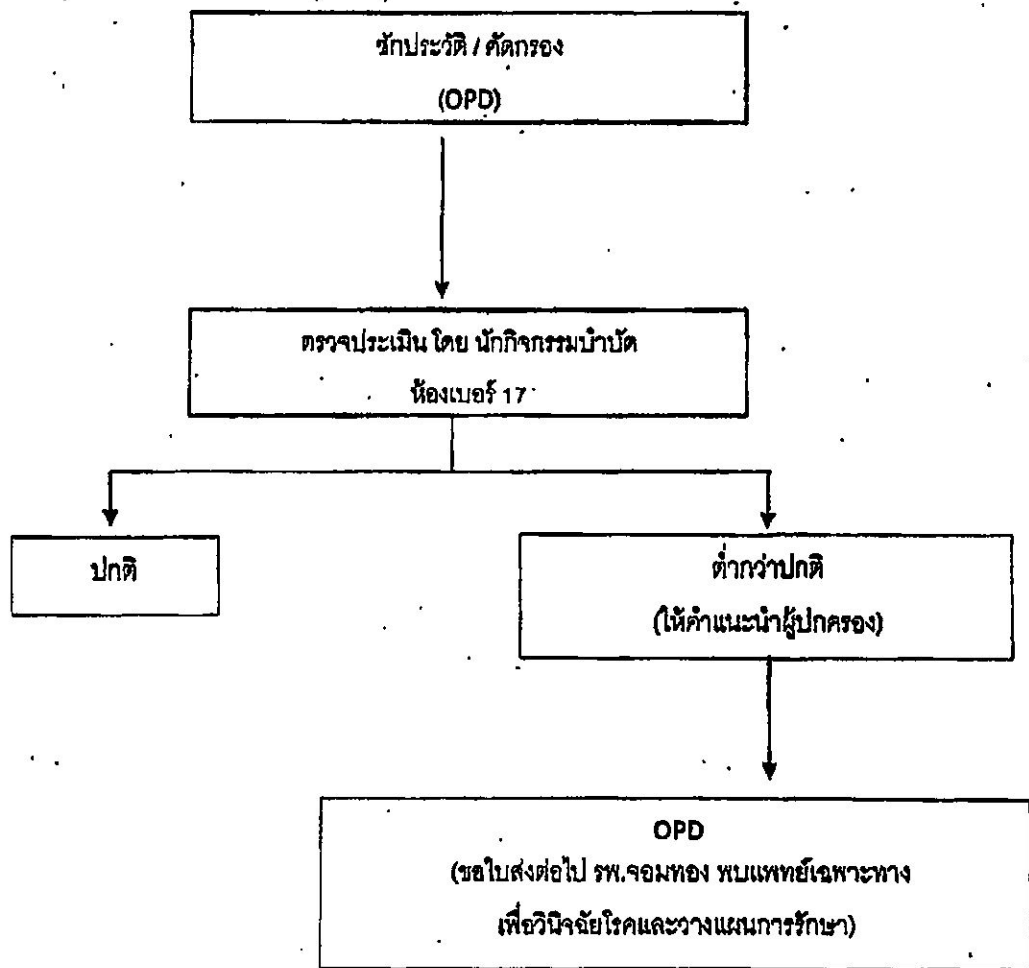 ซักประวัติ / คัดกรอง
(OPD)
ตรวจประเมิน โดย นักกิจกรรมบำบัด
ห้องเบอร์ 17
ปกติ
ต่ำกว่าปกติ
(ให้คำแนะนำผู้ปกครอง)
OPD
(ขอใบส่งต่อไป รพ.จอมทอง พบแพทย์เฉพาะทาง
เพื่อวินิจฉัยโรคและวางแผนการรักษา)